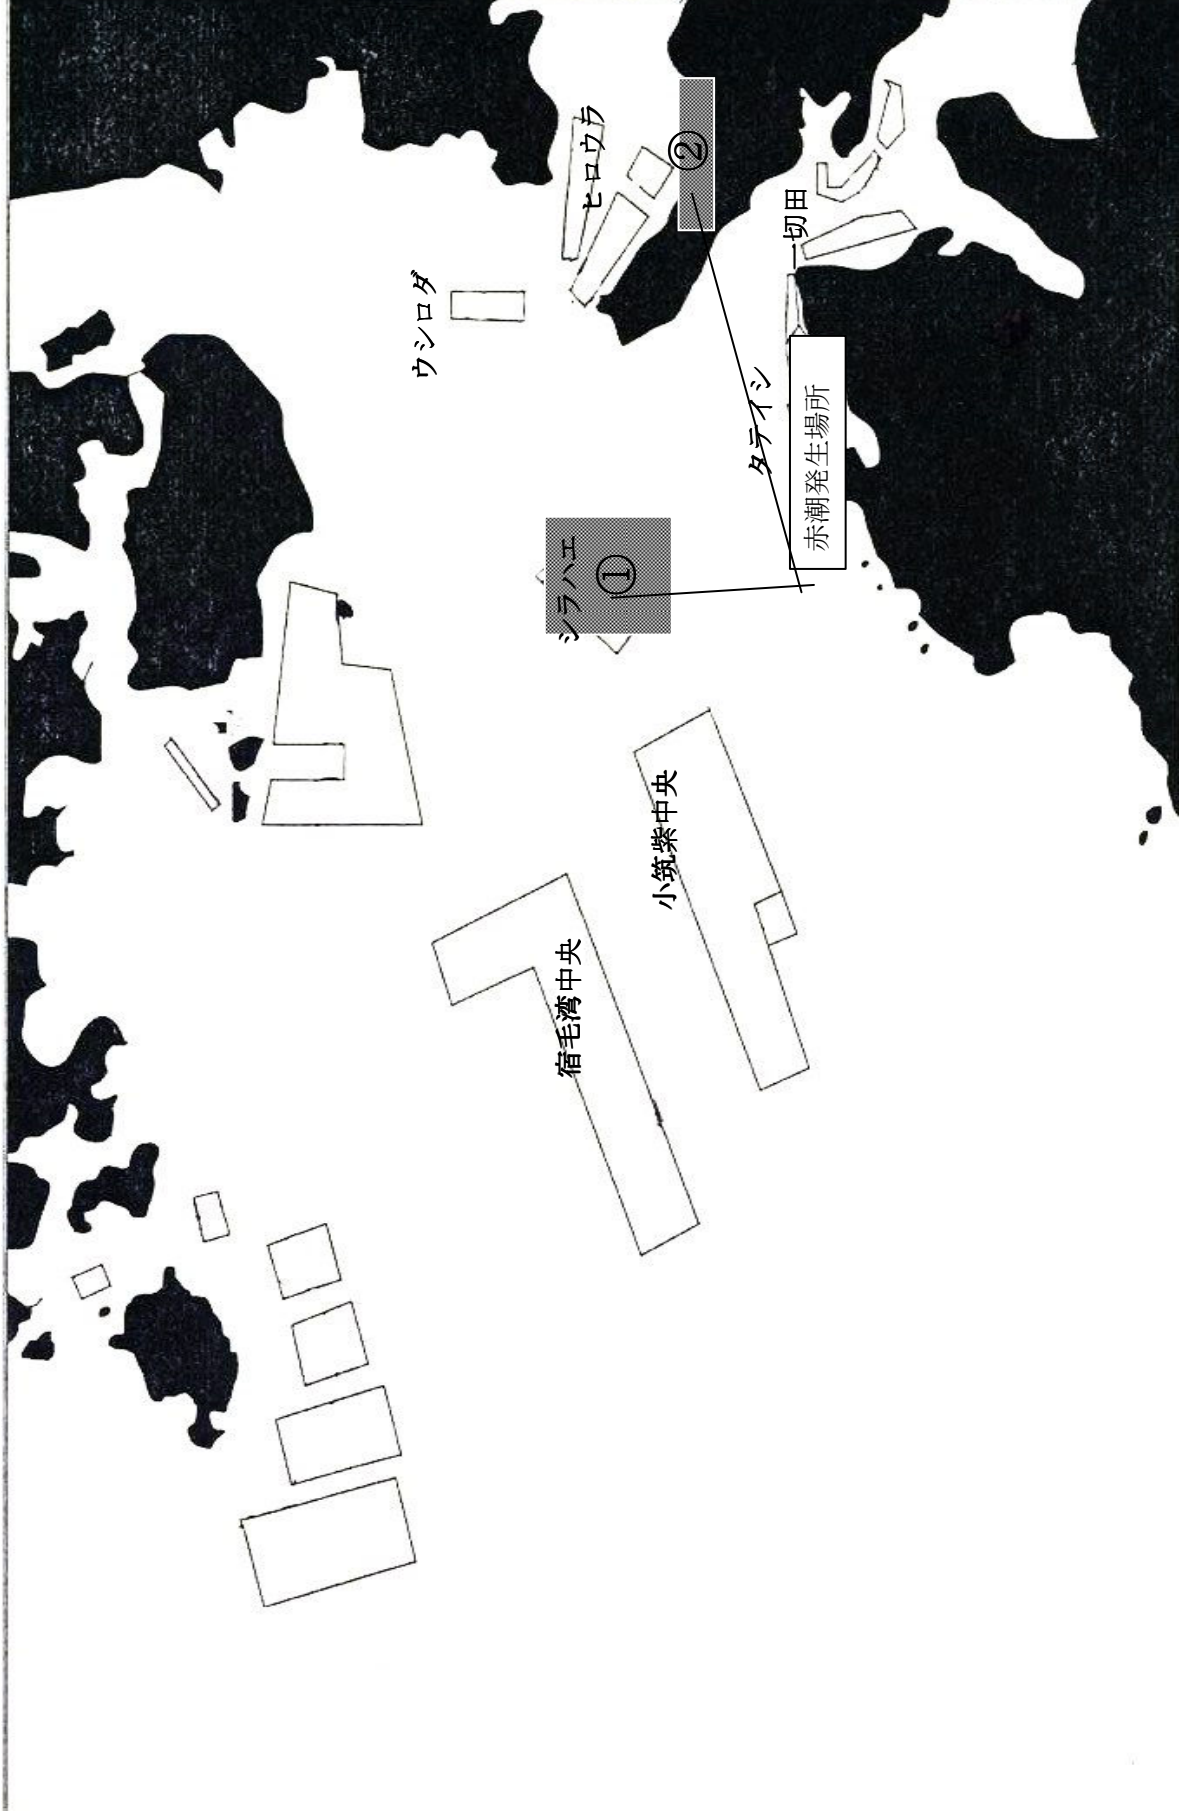 ヒロウラ
②
一切田
ウシロダ
タテイシ
赤潮発生場所
シラハエ
①
小筑紫中央
宿毛湾中央